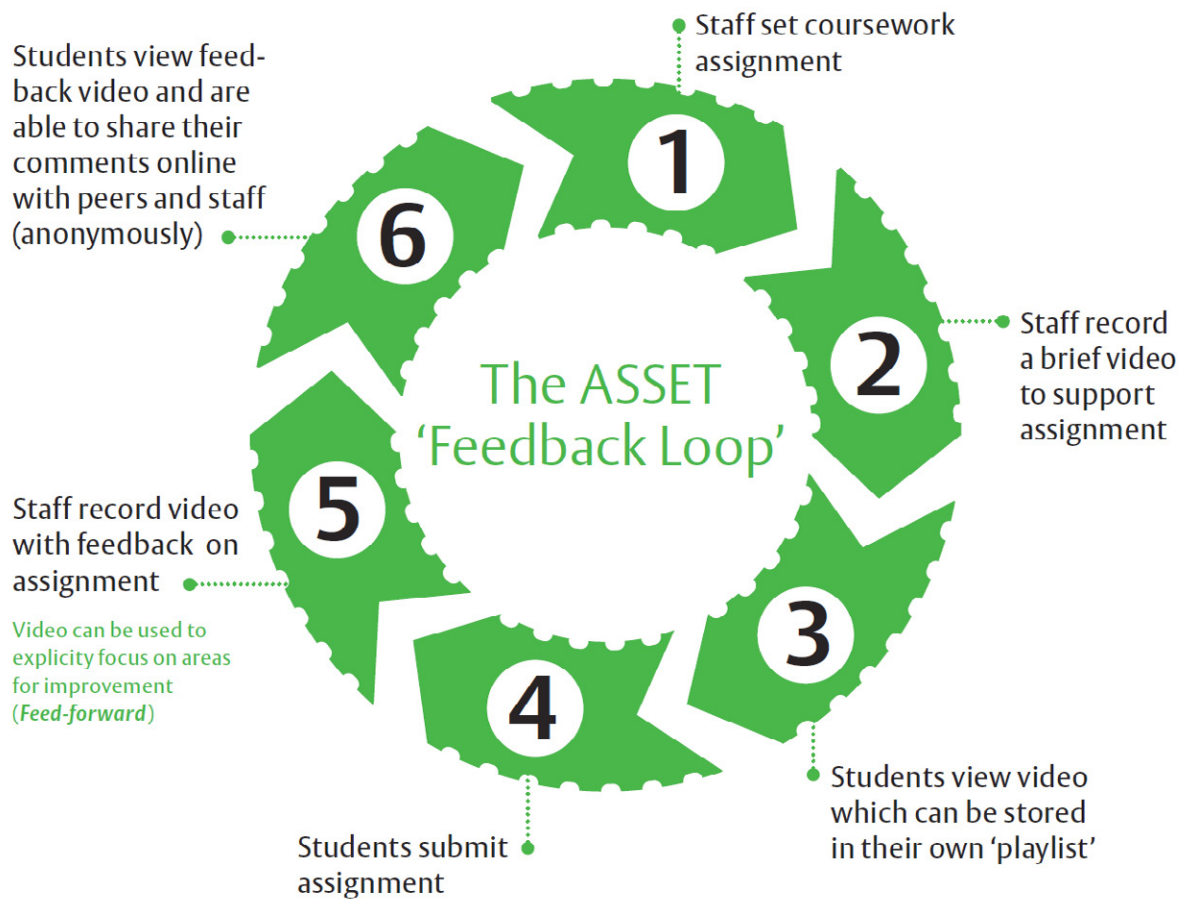 The ASSET
‘Feedback Loop’
1
Staff set coursework
assignment
2
Staff record
a brief video
to support
assignment
3
Students view video
which can be stored
in their own ‘playlist’
4
Students submit
assignment
5
Staff record video
with feedback on
assignment
Video can be used to
explicity focus on areas
for improvement
(Feed-forward)
6
Students view feed-
back video and are
able to share their
comments online
with peers and staff
(anonymously)